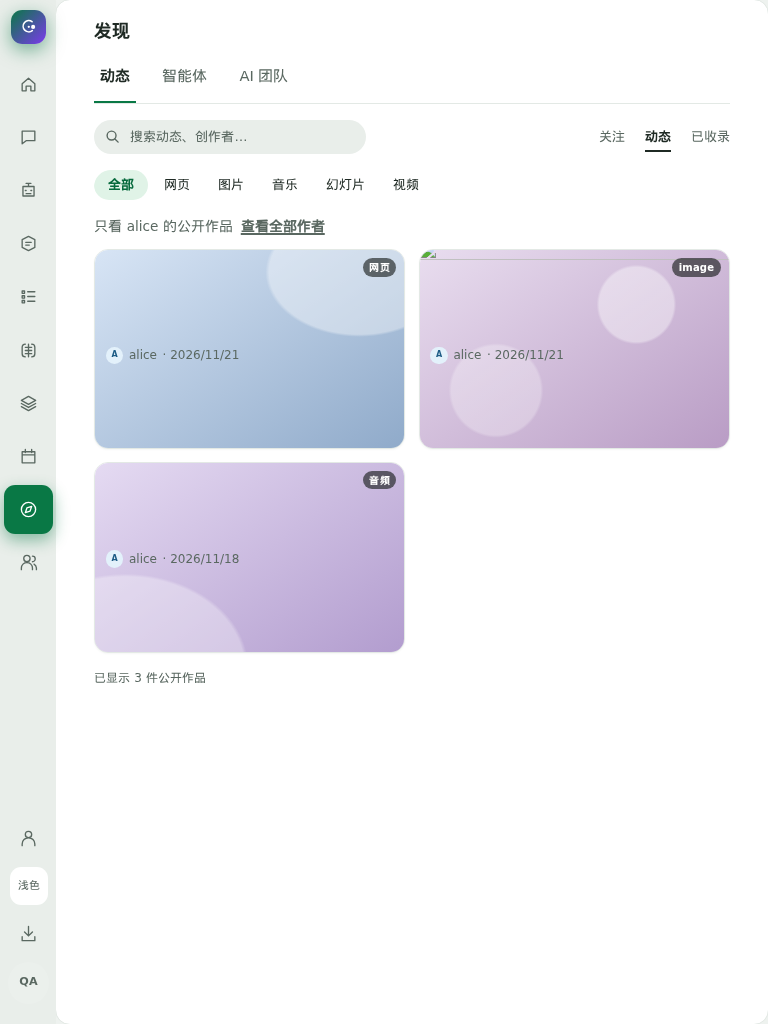 发现
动态 智能体 AI 团队
搜索动态、创作者…
关注 动态 已收录
全部 网页 图片 音乐 幻灯片 视频
只看 alice 的公开作品 查看全部作者
网页
A alice · 2026/11/21
image
A alice · 2026/11/21
音频
A alice · 2026/11/18
已显示 3 件公开作品
浅色
QA